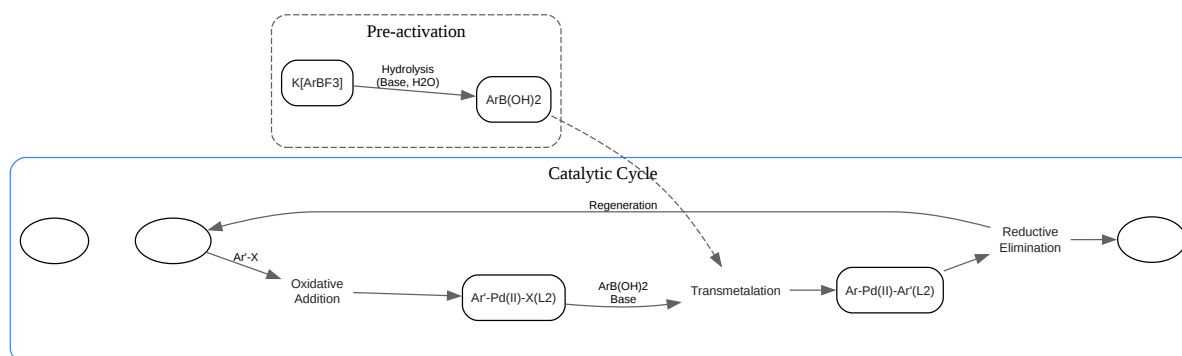 Pre-activation
K[ArBF3]
Hydrolysis
(Base, H2O)
ArB(OH)2
Catalytic Cycle
Regeneration
Ar'-X
Oxidative
Addition
Ar'-Pd(II)-X(L2)
ArB(OH)2
Base
Transmetalation
Ar-Pd(II)-Ar'(L2)
Reductive
Elimination